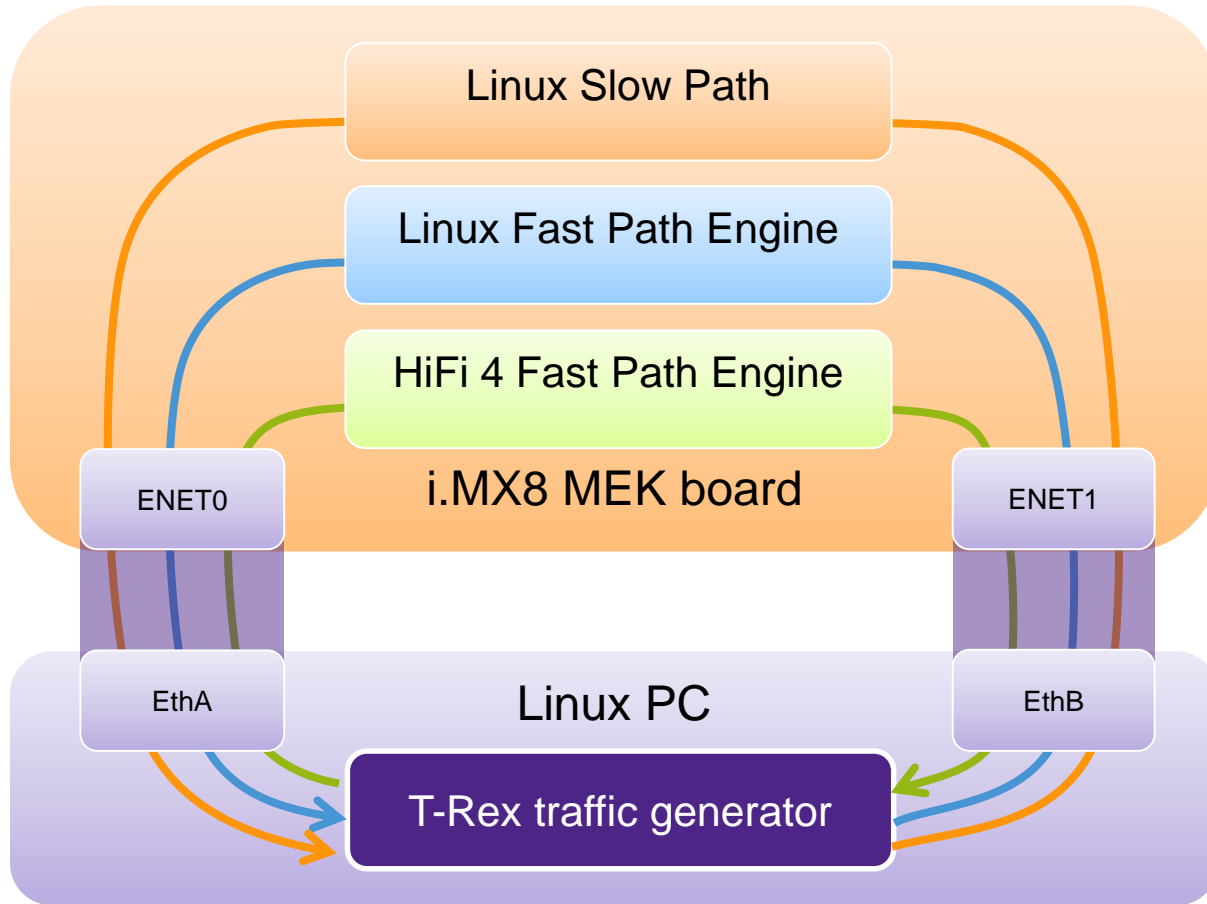 Linux Slow Path
Linux Fast Path Engine
HiFi 4 Fast Path Engine
i.MX8 MEK board
ENET0
ENET1
EthA
Linux PC
EthB
T-Rex traffic generator